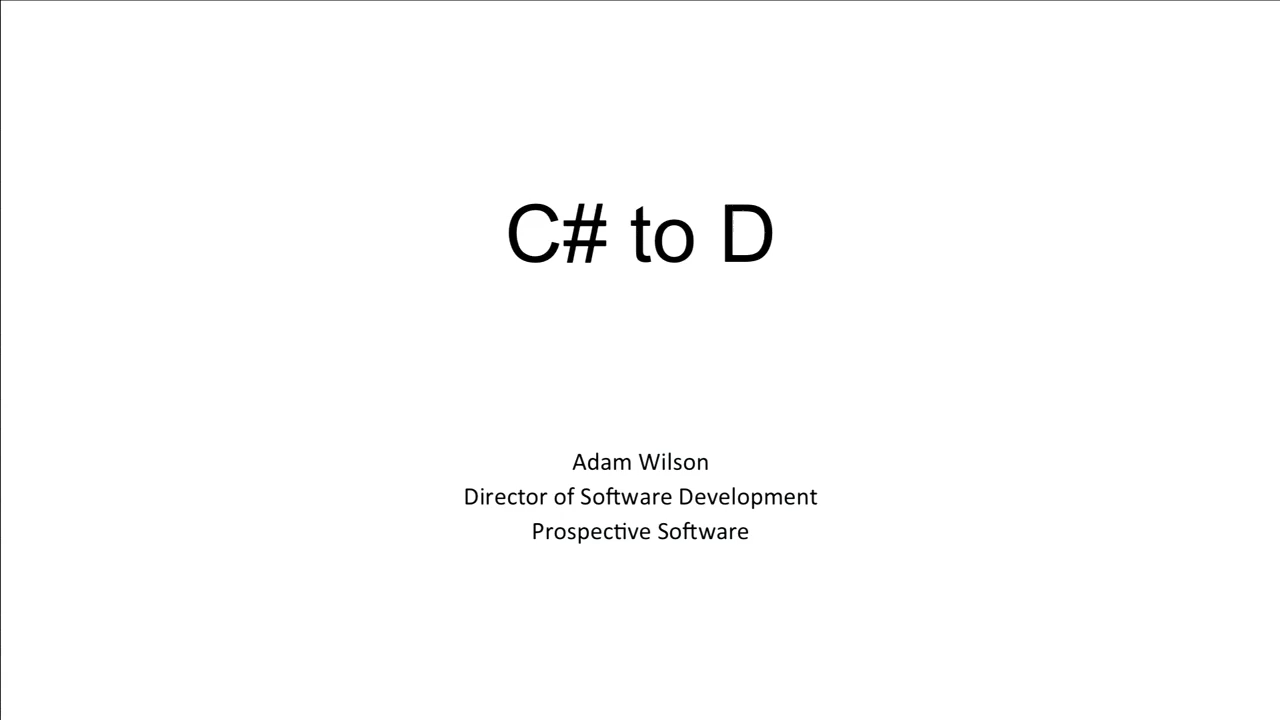 C# to D
Adam Wilson
Director of Software Development
Prospective Software